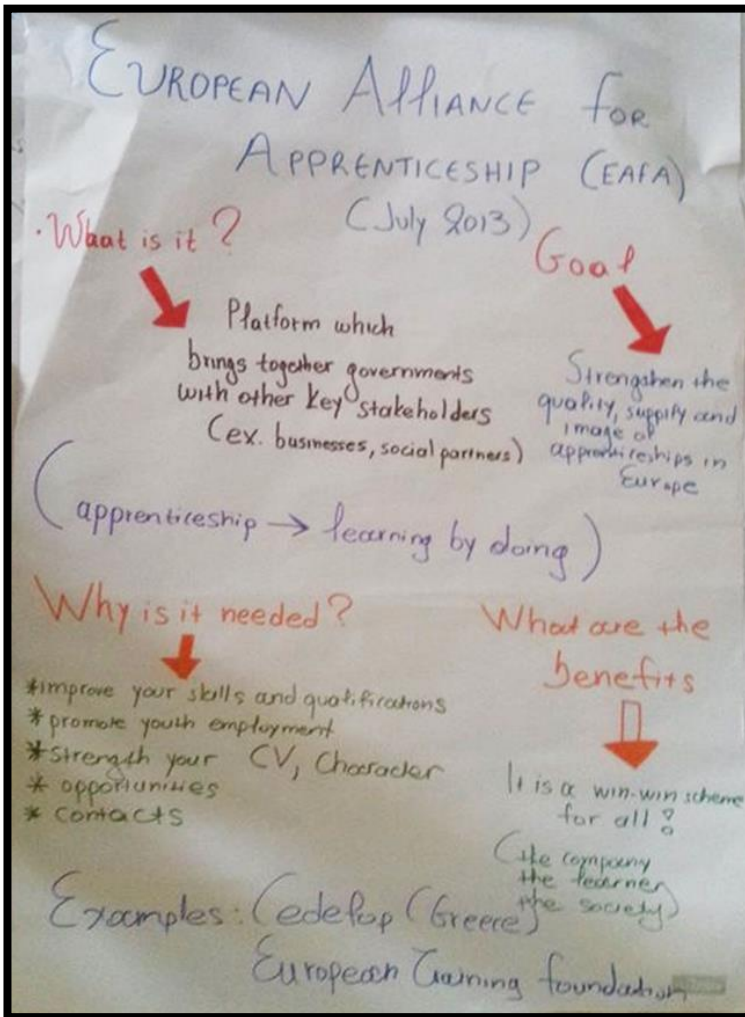 EUROPEAN ALLIANCE FOR
APPRENTICESHIP (EAFA)
(July 2013)
· What is it?
Platform which
brings together governments
with other key stakeholders
(ex. businesses, social partners)
Goal
Strengthen the
quality, supply and
image of
apprenticeships in
Europe
(apprenticeship → learning by doing)
Why is it needed?
*improve your skills and qualifications
*promote youth employment
*strength your CV, Character
* opportunities
* contacts
What are the
benefits
It is a win-win scheme
for all!
(the company
the learner
the society)
Examples: Cedefop (Greece)
European Training foundation